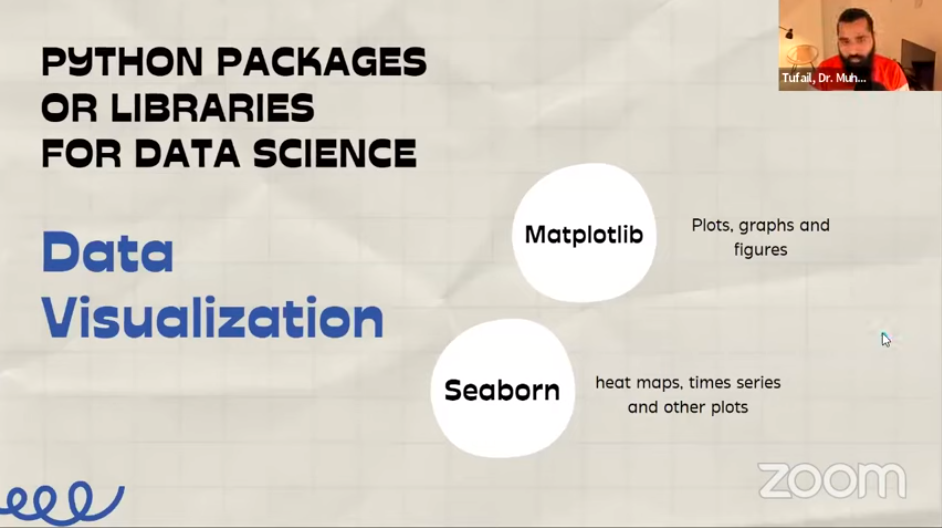 PYTHON PACKAGES
OR LIBRARIES
FOR DATA SCIENCE
Tufail, Dr. Muh...
Data
Visualization
Matplotlib
Plots, graphs and
figures
Seaborn
heat maps, times series
and other plots
zoom